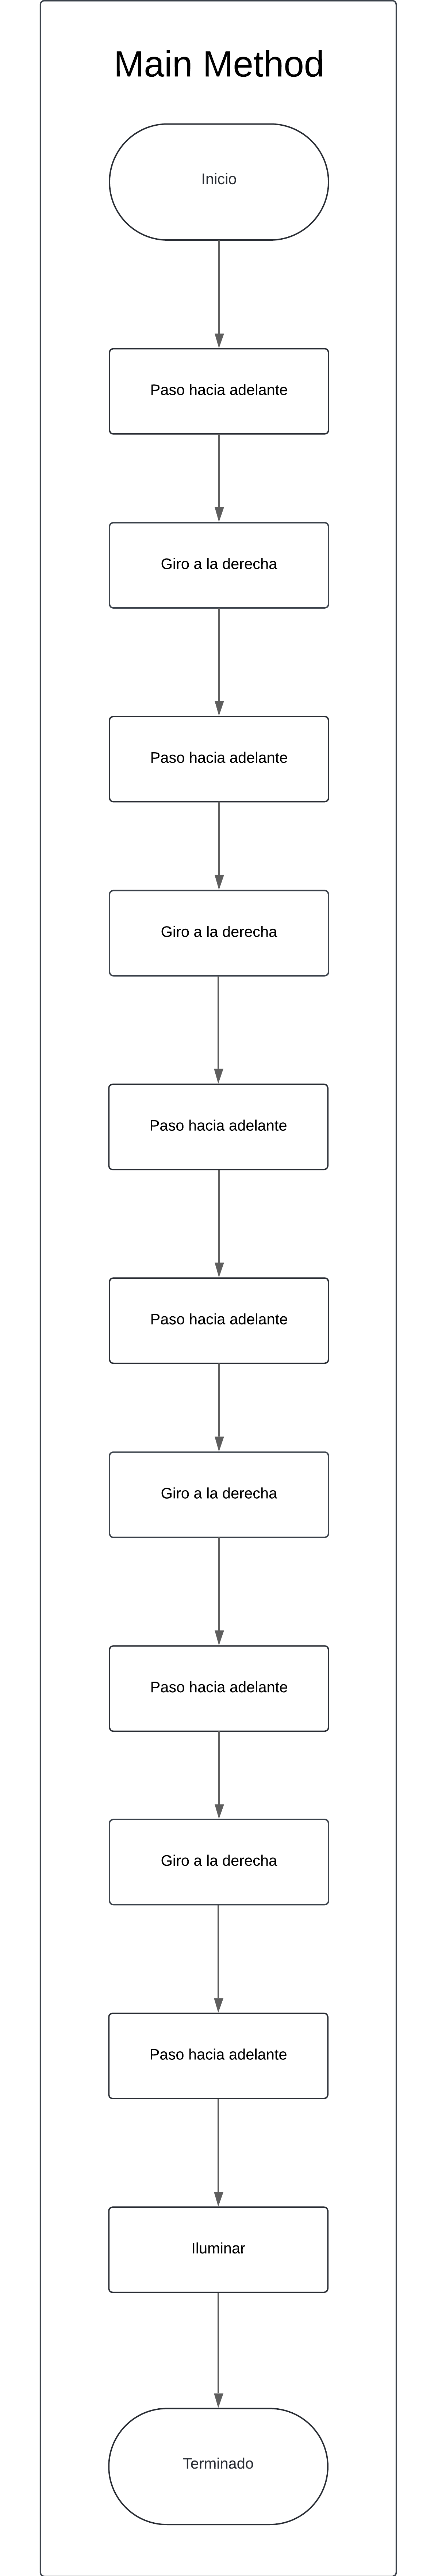 Main Method
Inicio
Paso hacia adelante
Giro a la derecha
Paso hacia adelante
Giro a la derecha
Paso hacia adelante
Paso hacia adelante
Giro a la derecha
Paso hacia adelante
Giro a la derecha
Paso hacia adelante
Iluminar
Terminado